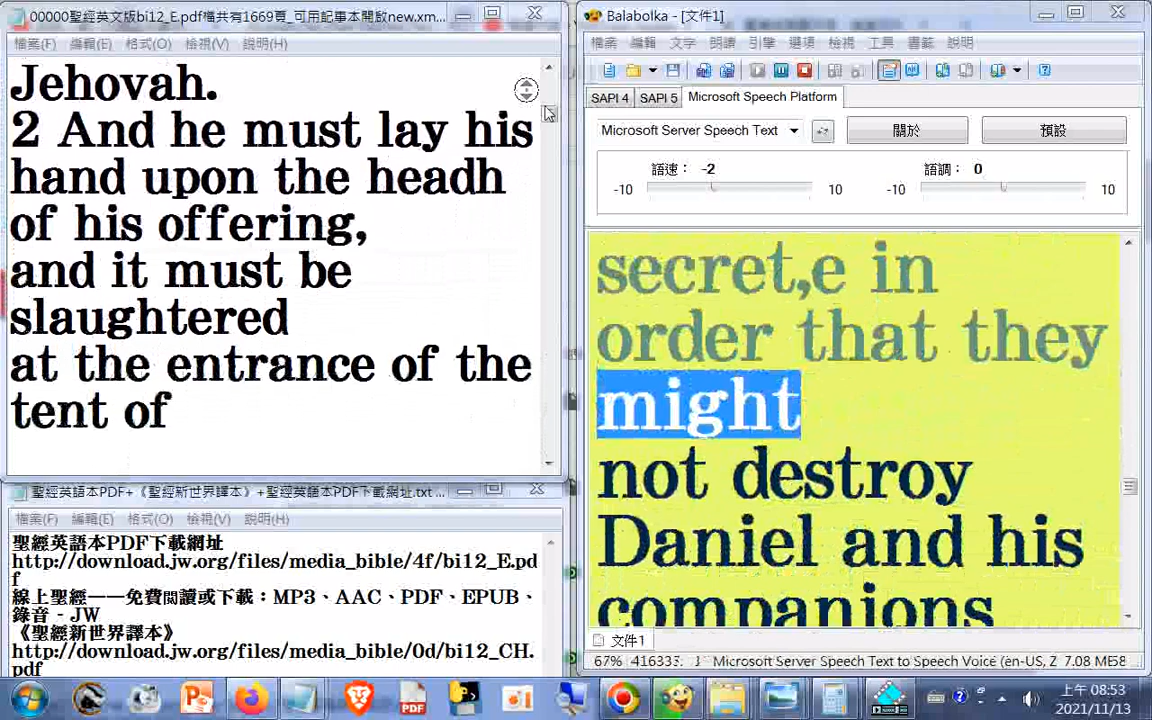 00000聖經英文版bi12_E.pdf檔共有1669頁_可用記事本開啟new.xm...
檔案(F) 編輯(E) 格式(O) 檢視(V) 說明(H)
Jehovah.
2 And he must lay his
hand upon the headh
of his offering,
and it must be
slaughtered
at the entrance of the
tent of
聖經英語本PDF+《聖經新世界譯本》+聖經英語本PDF下載網址.txt ...
檔案(F) 編輯(E) 格式(O) 檢視(V) 說明(H)
聖經英語本PDF下載網址
http://download.jw.org/files/media_bible/4f/bi12_E.pd
f
線上聖經——免費閱讀或下載：MP3、AAC、PDF、EPUB、
錄音 - JW
《聖經新世界譯本》
http://download.jw.org/files/media_bible/0d/bi12_CH.
pdf
Balabolka - [文件1]
檔案 編輯 文字 朗讀 引擎 選項 檢視 工具 書籤 說明
SAPI 4 SAPI 5 Microsoft Speech Platform
Microsoft Server Speech Text 關於 預設
語速： -2 語調： 0
-10 10 -10 10
secret,e in
order that they
might
not destroy
Daniel and his
companions
文件1
67% Microsoft Server Speech Text to Speech Voice (en-US, Z 7.08 ME
上午 08:53
2021/11/13